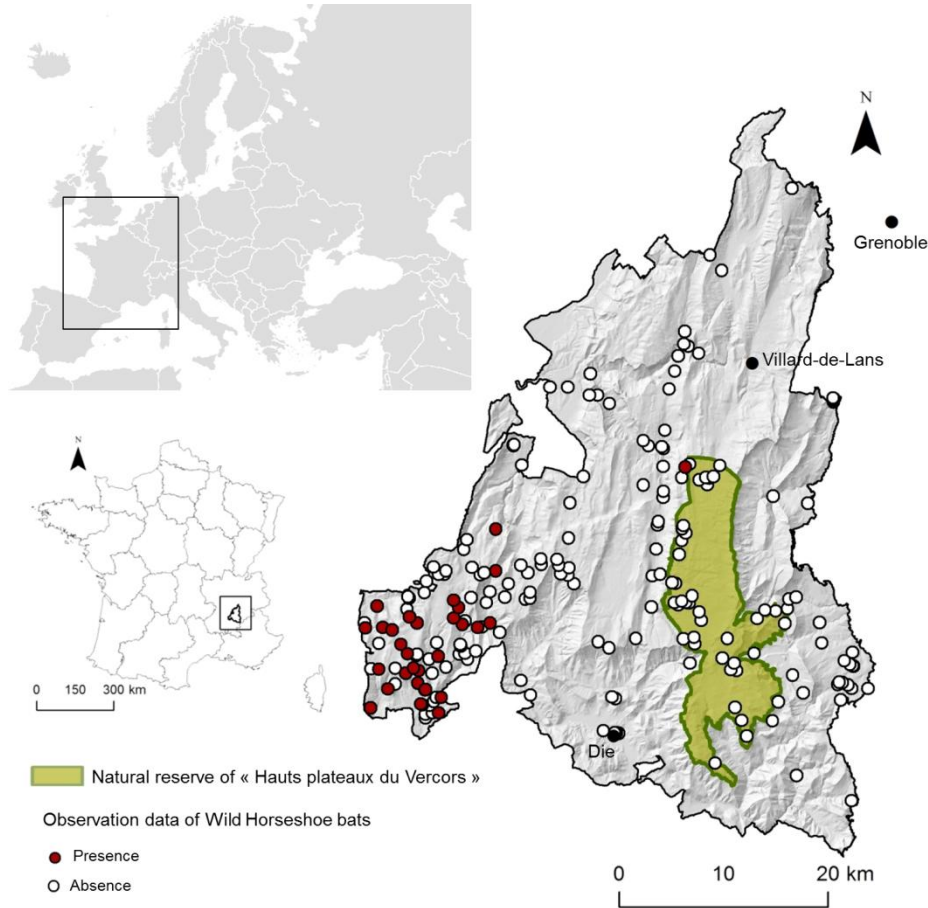 N
Grenoble
Villard-de-Lans
N
0 150 300 km
Die
Natural reserve of « Hauts plateaux du Vercors »
Observation data of Wild Horseshoe bats
Presence
Absence
0 10 20 km